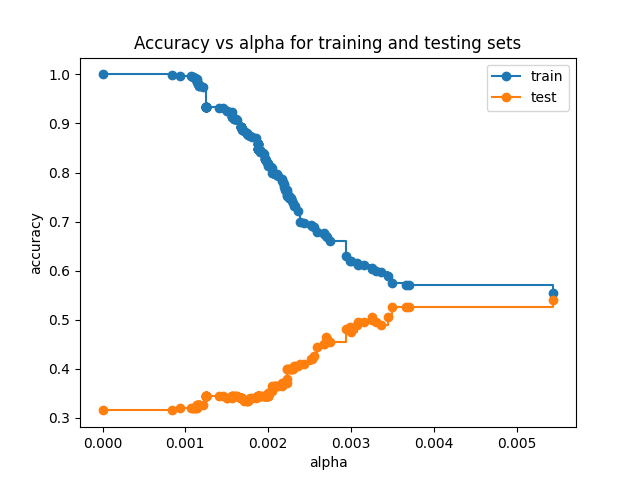 Accuracy vs alpha for training and testing sets
train
test
accuracy
1.0
0.9
0.8
0.7
0.6
0.5
0.4
0.3
0.000 0.001 0.002 0.003 0.004 0.005
alpha